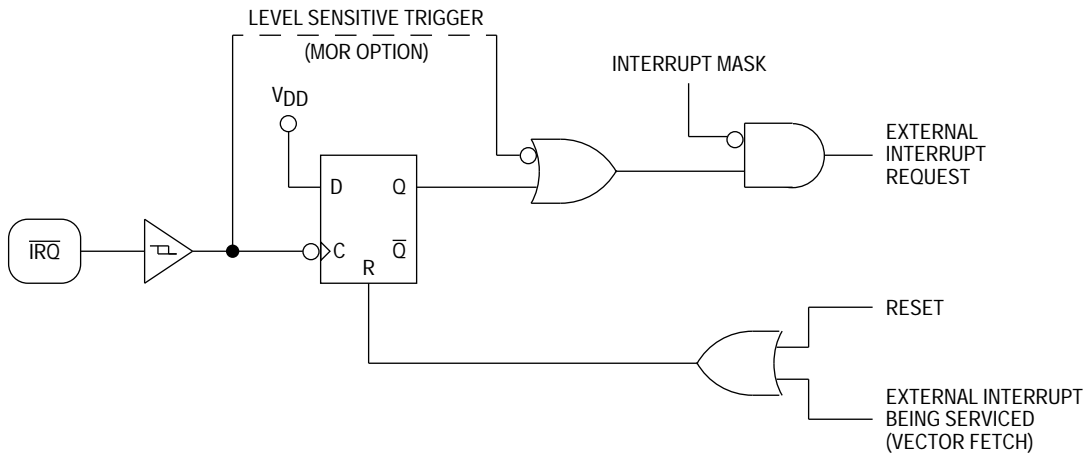 LEVEL SENSITIVE TRIGGER
(MOR OPTION)
INTERRUPT MASK
VDD
EXTERNAL
INTERRUPT
REQUEST
D
Q
IRQ
C
Q
R
RESET
EXTERNAL INTERRUPT
BEING SERVICED
(VECTOR FETCH)